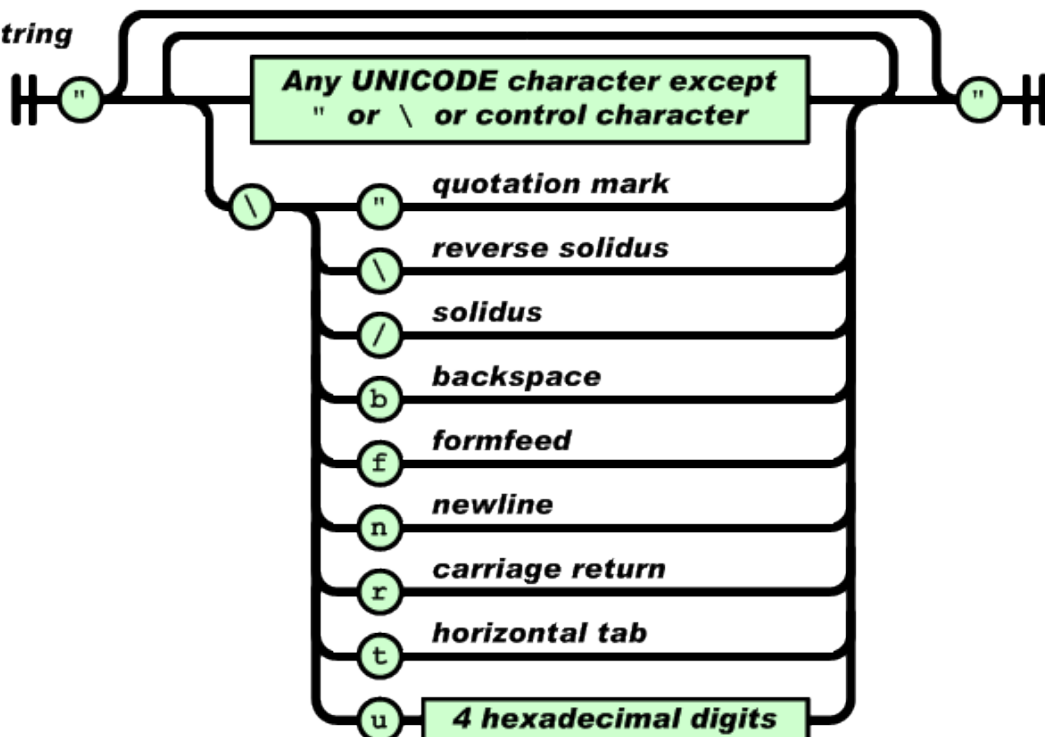 tring
" Any UNICODE character except "
" or \ or control character
\ " quotation mark
\ reverse solidus
/ solidus
b backspace
f formfeed
n newline
r carriage return
t horizontal tab
u 4 hexadecimal digits